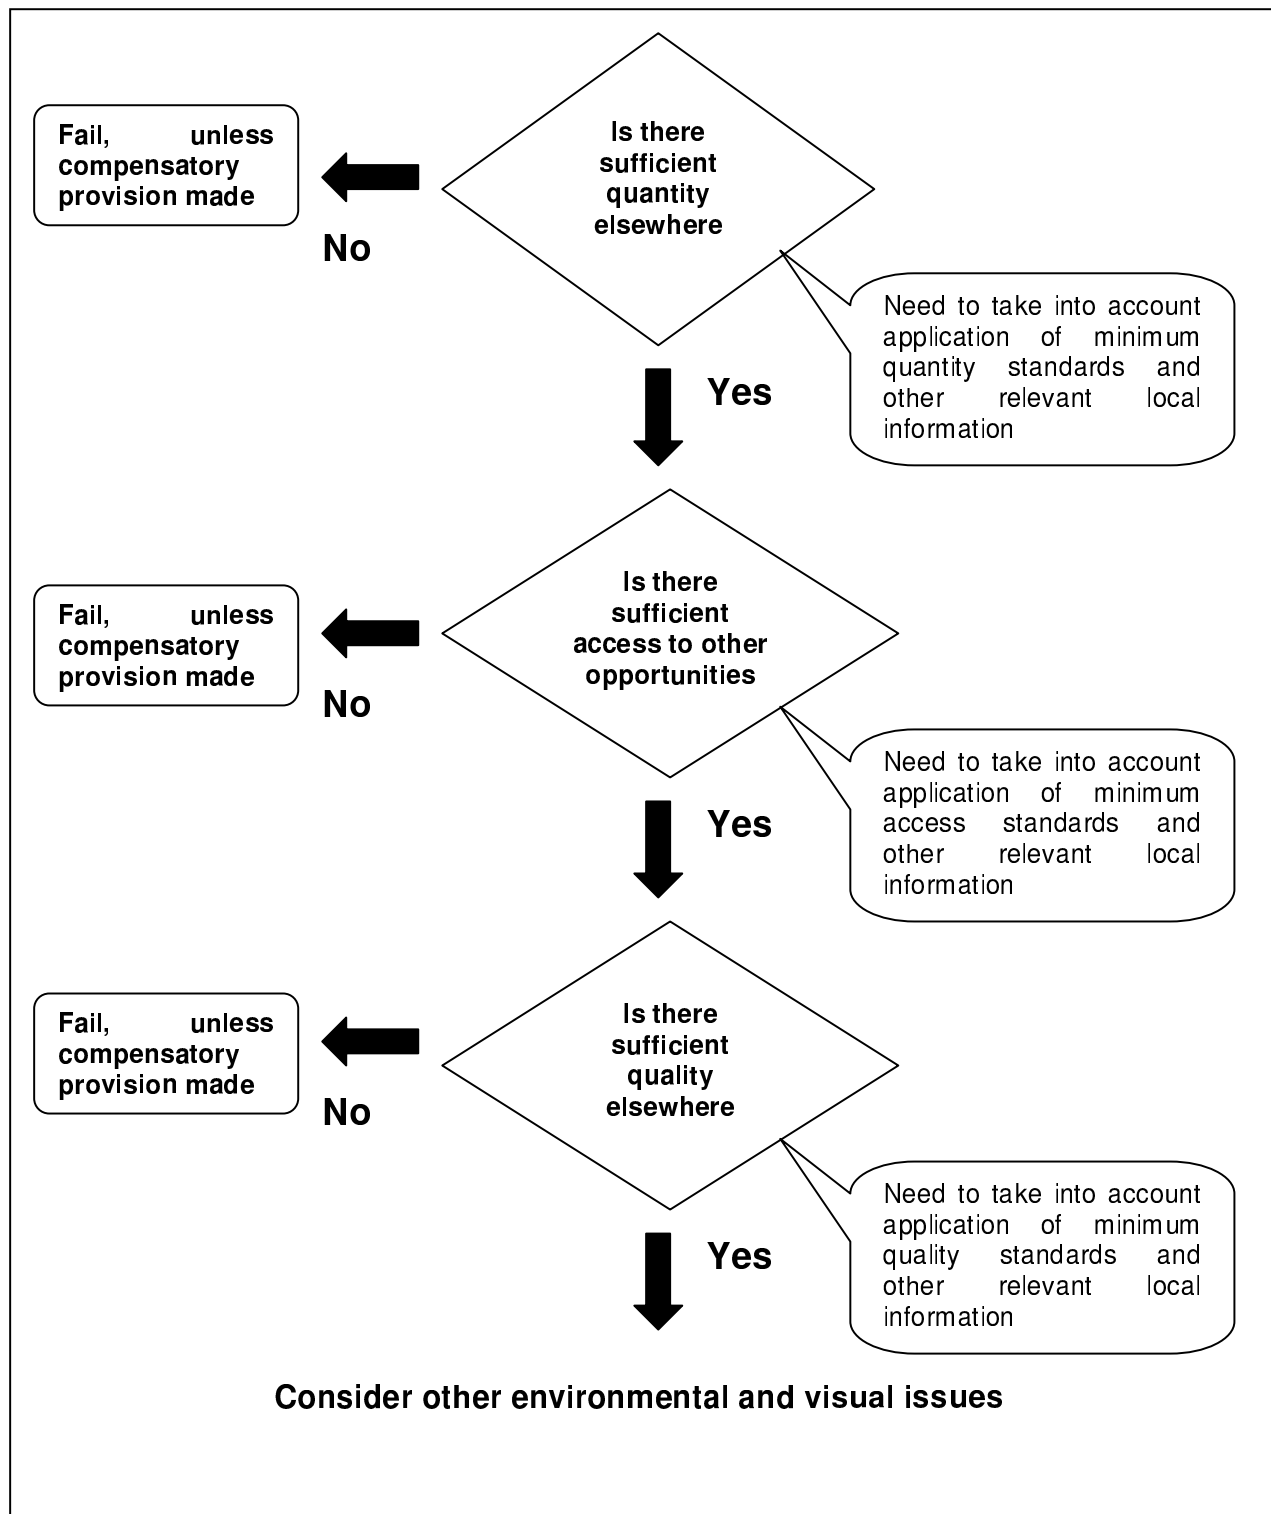 Is there
sufficient
quantity
elsewhere
Fail, unless
compensatory
provision made
No
Need to take into account
application of minimum
quantity standards and
other relevant local
information
Yes
Is there
sufficient
access to other
opportunities
Fail, unless
compensatory
provision made
No
Need to take into account
application of minimum
access standards and
other relevant local
information
Yes
Is there
sufficient
quality
elsewhere
Fail, unless
compensatory
provision made
No
Need to take into account
application of minimum
quality standards and
other relevant local
information
Yes
Consider other environmental and visual issues